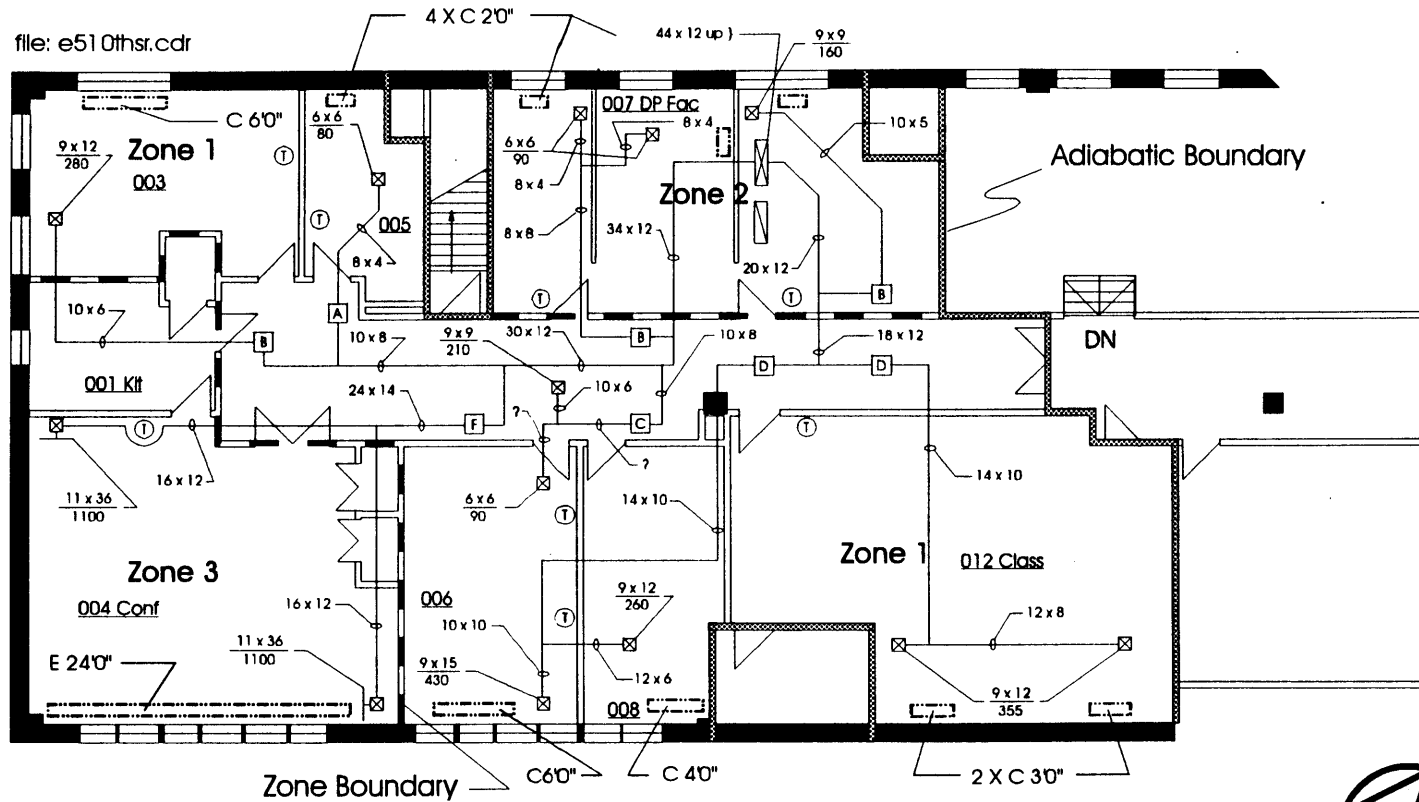 4 X C 2'0"
file: e510thsr.cdr
44 x 12 up }
9 x 9
160
007 DP Fac
C 6'0"
6 x 6
80
8 x 4
10 x 5
9 x 12
280
Zone 1
003
T
6 x 6
90
Adiabatic Boundary
8 x 4
Zone 2
T
005
8 x 8
34 x 12
8 x 4
20 x 12
10 x 6
A
T
T
B
B
10 x 8
9 x 9
210
30 x 12
B
10 x 8
18 x 12
DN
001 Kit
D
D
24 x 14
10 x 6
F
?
C
T
T
16 x 12
?
14 x 10
11 x 36
1100
6 x 6
90
14 x 10
T
Zone 3
Zone 1
012 Class
004 Conf
16 x 12
006
9 x 12
260
T
12 x 8
11 x 36
1100
10 x 10
E 24'0"
9 x 15
430
12 x 6
9 x 12
355
008
Zone Boundary
C6'0"
C 4'0"
2 X C 3'0"